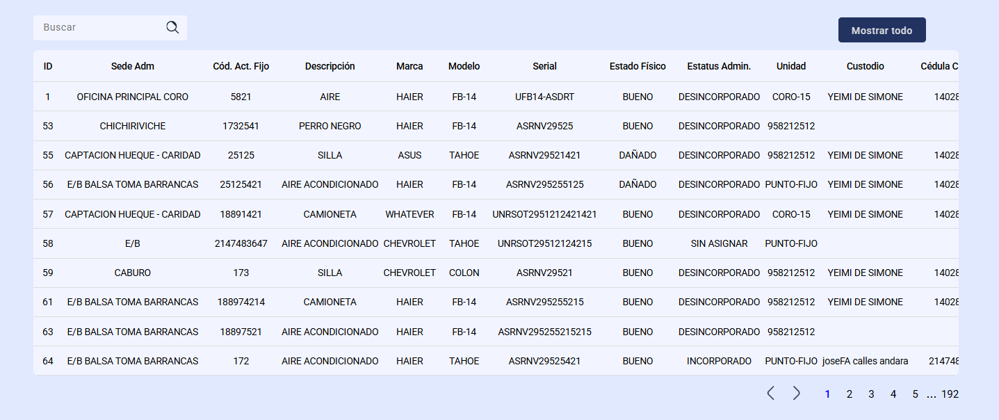 Buscar
Mostrar todo
ID Sede Adm Cód. Act. Fijo Descripción Marca Modelo Serial Estado Físico Estatus Admin. Unidad Custodio Cédula C
1 OFICINA PRINCIPAL CORO 5821 AIRE HAIER FB-14 UFB14-ASDRT BUENO DESINCORPORADO CORO-15 YEIMI DE SIMONE 14028
53 CHICHIRIVICHE 1732541 PERRO NEGRO HAIER FB-14 ASRNV29525 BUENO DESINCORPORADO 958212512
55 CAPTACION HUEQUE - CARIDAD 25125 SILLA ASUS TAHOE ASRNV29521421 DAÑADO DESINCORPORADO 958212512 YEIMI DE SIMONE 14028
56 E/B BALSA TOMA BARRANCAS 25125421 AIRE ACONDICIONADO HAIER FB-14 ASRNV295255125 DAÑADO DESINCORPORADO PUNTO-FIJO YEIMI DE SIMONE 14028
57 CAPTACION HUEQUE - CARIDAD 18891421 CAMIONETA WHATEVER FB-14 UNRSOT2951212421421 BUENO DESINCORPORADO CORO-15 YEIMI DE SIMONE 14028
58 E/B 2147483647 AIRE ACONDICIONADO CHEVROLET TAHOE UNRSOT29512124215 BUENO SIN ASIGNAR PUNTO-FIJO
59 CABURO 173 SILLA CHEVROLET COLON ASRNV29521 BUENO DESINCORPORADO 958212512 YEIMI DE SIMONE 14028
61 E/B BALSA TOMA BARRANCAS 188974214 CAMIONETA HAIER FB-14 ASRNV295255215 BUENO DESINCORPORADO 958212512 YEIMI DE SIMONE 14028
63 E/B BALSA TOMA BARRANCAS 18897521 AIRE ACONDICIONADO HAIER FB-14 ASRNV295255215215 BUENO DESINCORPORADO 958212512
64 E/B BALSA TOMA BARRANCAS 172 AIRE ACONDICIONADO HAIER TAHOE ASRNV29525421 BUENO INCORPORADO PUNTO-FIJO joseFA calles andara 214748
1 2 3 4 5 ... 192